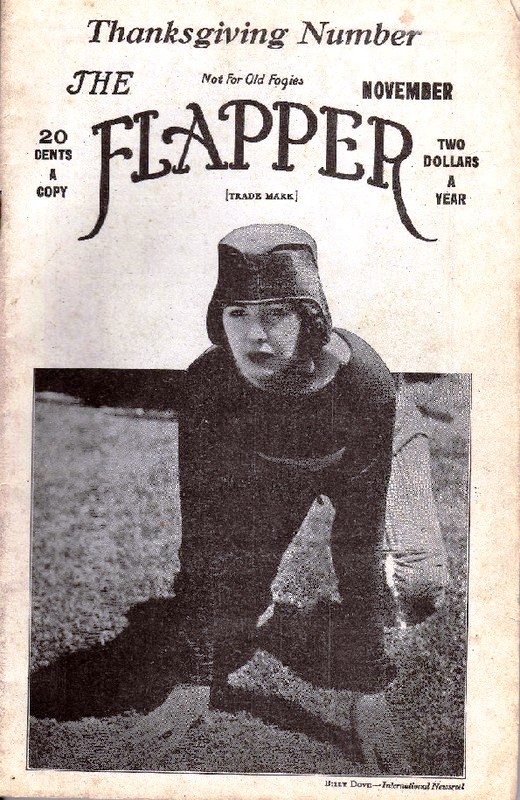 Thanksgiving Number
THE
Not For Old Fogies
NOVEMBER
FLAPPER
20
CENTS
A
COPY
TWO
DOLLARS
A
YEAR
[TRADE MARK]
BILLY DOVE—International Newsreel